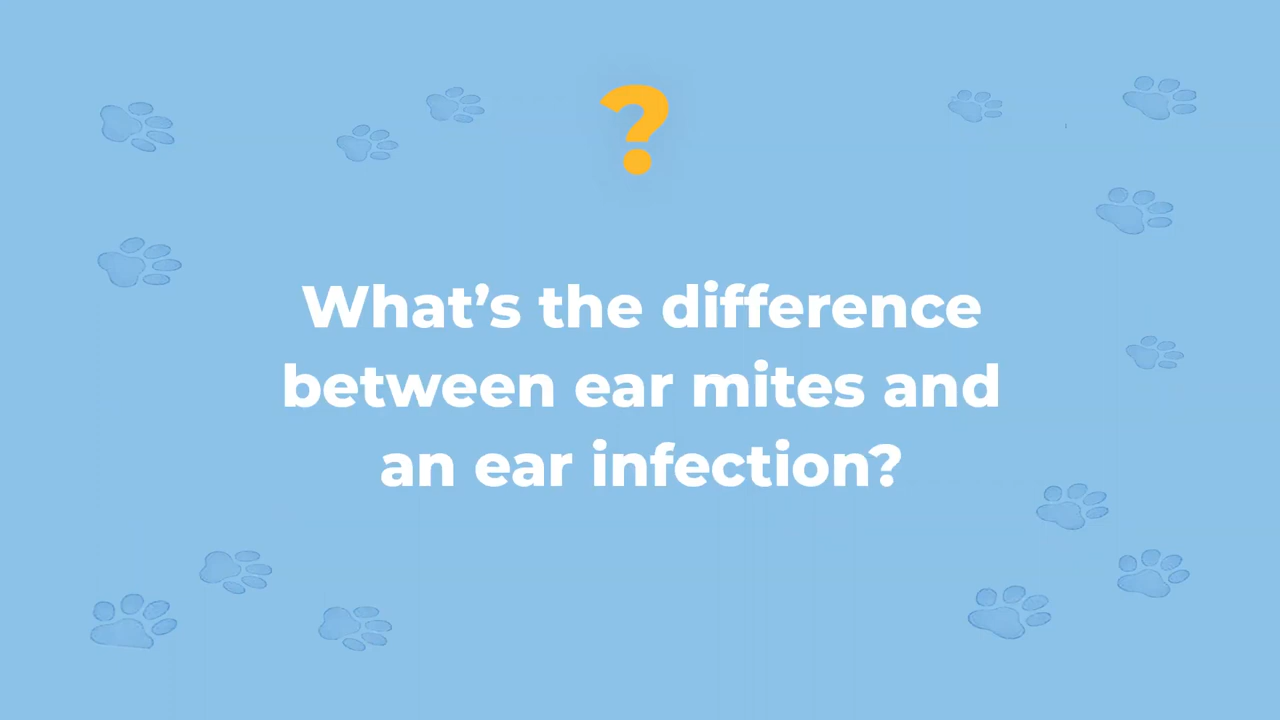 ?
What’s the difference
between ear mites and
an ear infection?